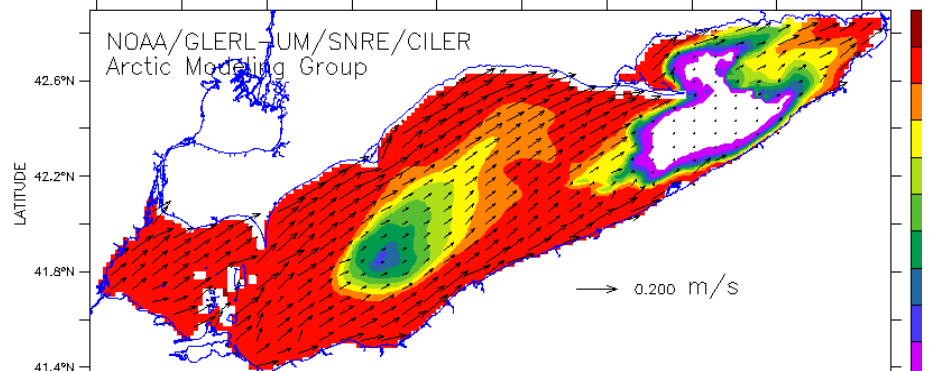 NOAA/GLERL-UM/SNRE/CILER
Arctic Modeling Group
42.6°N
42.2°N
LATITUDE
41.8°N
0.200 m/s
41.4°N